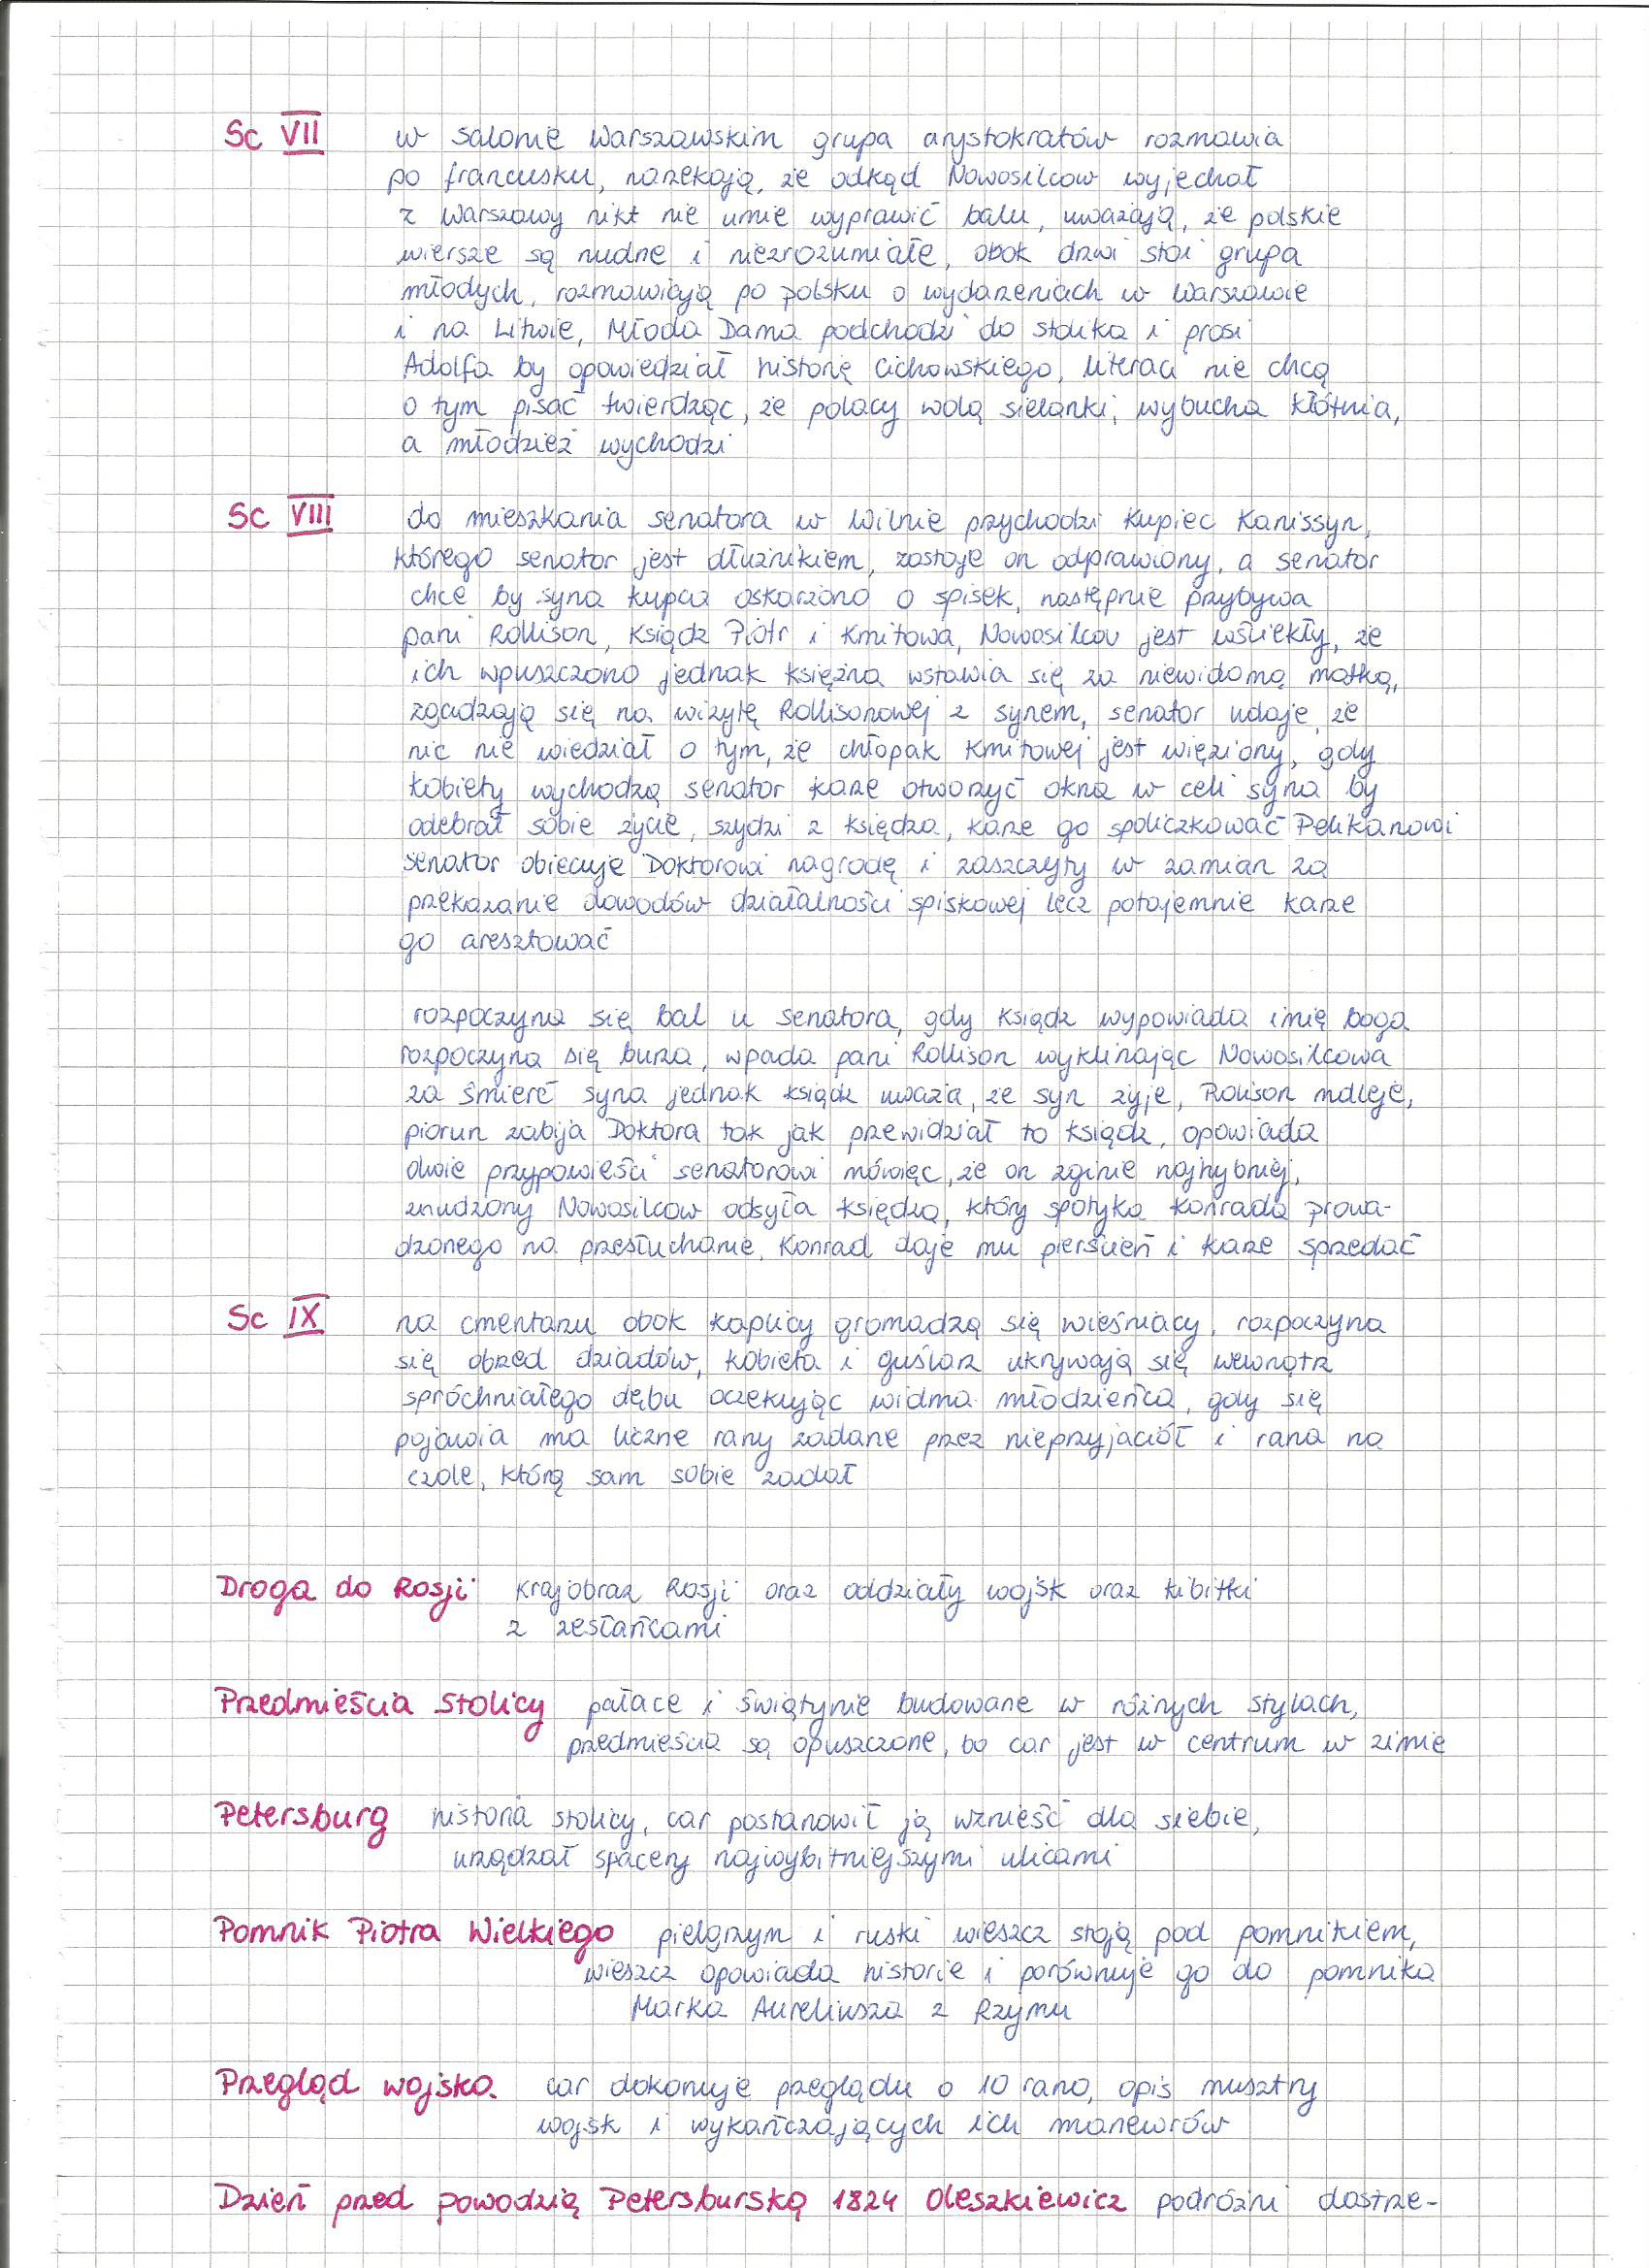 Sc VII w salonie Warszawskim grupa arystokratów rozmawia
po francusku, narzekają, że odkąd Nowosilcow wyjechał
z Warszawy nikt nie umie wyprawić balu, uważają, że polskie
wiersze są nudne i niezrozumiałe, obok drzwi stoi grupa
młodych, rozmawiają po polsku o wydarzeniach w Warszawie
i na Litwie, Młoda Dama podchodzi do stolika i prosi
Adolfa by opowiedział historię Cichowskiego, literaci nie chcą
o tym pisać twierdząc, że polacy wolą sielanki, wybucha kłótnia,
a młodzież wychodzi
Sc VIII do mieszkania senatora w Wilnie przychodzi kupiec Kanissyn,
którego senator jest dłużnikiem, zostaje on odprawiony, a senator
chce by syna kupca oskarżono o spisek, następnie przybywa
pani Rollison, Ksiądz Piotr i Kmitowa, Nowosilcow jest wściekły, że
ich wpuszczono jednak księżna wstawia się za niewidomą matką,
zgadzają się na wizytę Rollisonowej z synem, senator udaje że
nic nie wiedział o tym, że chłopak Kmitowej jest więziony, gdy
kobiety wychodzą senator każe otworzyć okna w celi syna by
odebrał sobie życie, szydzi z księdza, każe go spoliczkować Pelikanowi
senator obiecuje Doktorowi nagrodę i zaszczyty w zamian za
przekazanie dowodów działalności spiskowej lecz potajemnie każe
go aresztować
rozpoczyna się bal u senatora, gdy ksiądz wypowiada imię boga
rozpoczyna się burza, wpada pani Rollison wyklinając Nowosilcowa
za śmierć syna jednak ksiądz uważa, że syn żyje, Rolison mdleje,
piorun zabija Doktora tak jak przewidział to ksiądz, opowiada
dwie przypowieści senatorowi mówiąc, że on zginie najhybniej,
znudzony Nowosilcow odsyła księdza, który spotyka Konrada prowa-
dzonego na przesłuchanie, Konrad daje mu pierścień i każe sprzedać
Sc IX na cmentarzu obok kaplicy gromadzą się wieśniacy, rozpoczyna
się obrzęd dziadów, kobieta i guślarz ukrywają się wewnątrz
spróchniałego dębu oczekując widma młodzieńca, gdy się
pojawia ma liczne rany zadane przez nieprzyjaciół i rana na
czole, którą sam sobie zadał
Droga do Rosji krajobraz Rosji oraz oddziały wojsk oraz kibitki
z zesłańcami
Przedmieścia stolicy pałace i świątynie budowane w różnych stylach,
przedmieścia są opuszczone, bo car jest w centrum w zimie
Petersburg historia stolicy, car postanowił ją wznieść dla siebie,
urządzał spacery najwybitniejszymi ulicami
Pomnik Piotra Wielkiego pielgrzym i ruski wieszcz stoją pod pomnikiem,
wieszcz opowiada historie i porównuje go do pomnika
Marka Aureliusza z Rzymu
Przegląd wojska car dokonuje przeglądu o 10 rano, opis musztry
wojsk i wykańczających ich manewrów
Dzień przed powodzią Petersburską 1824 Oleszkiewicz podróżni dostrze-